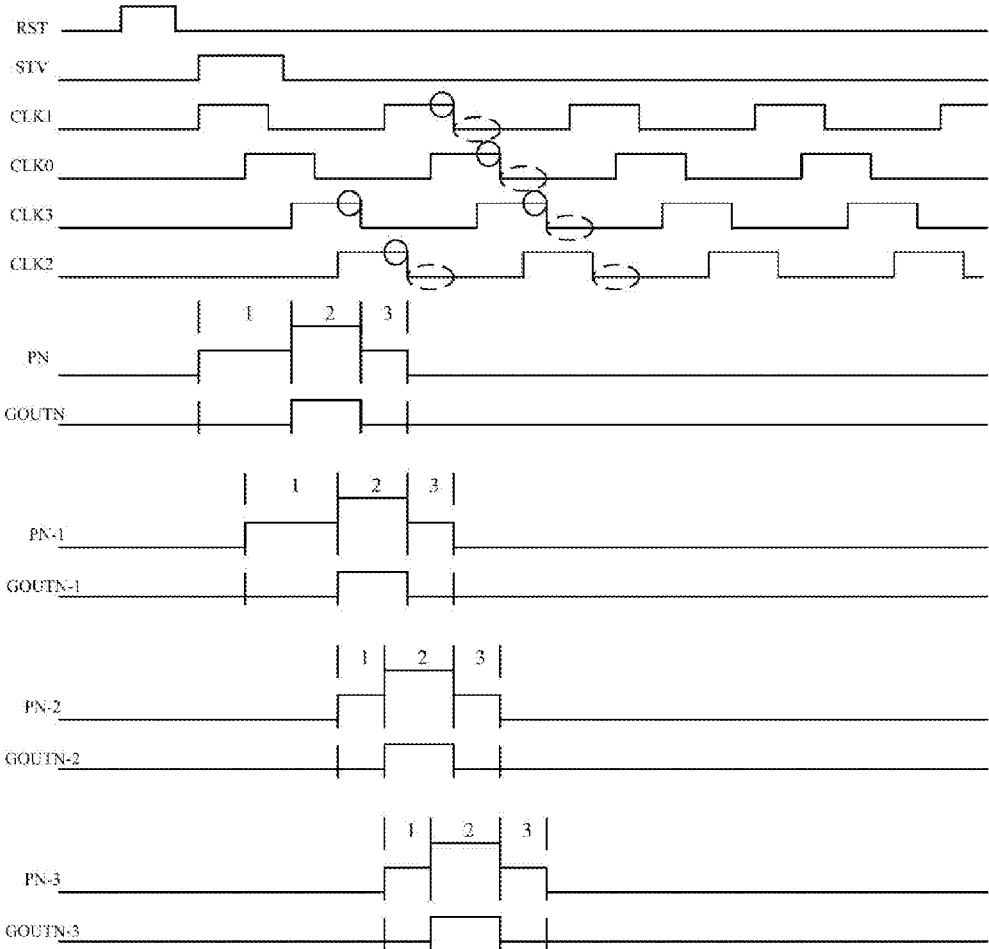 RST
STV
CLK1
CLK0
CLK3
CLK2
1 2 3
PN
GOUTN
1 2 3
PN-1
GOUTN-1
1 2 3
PN-2
GOUTN-2
1 2 3
PN-3
GOUTN-3